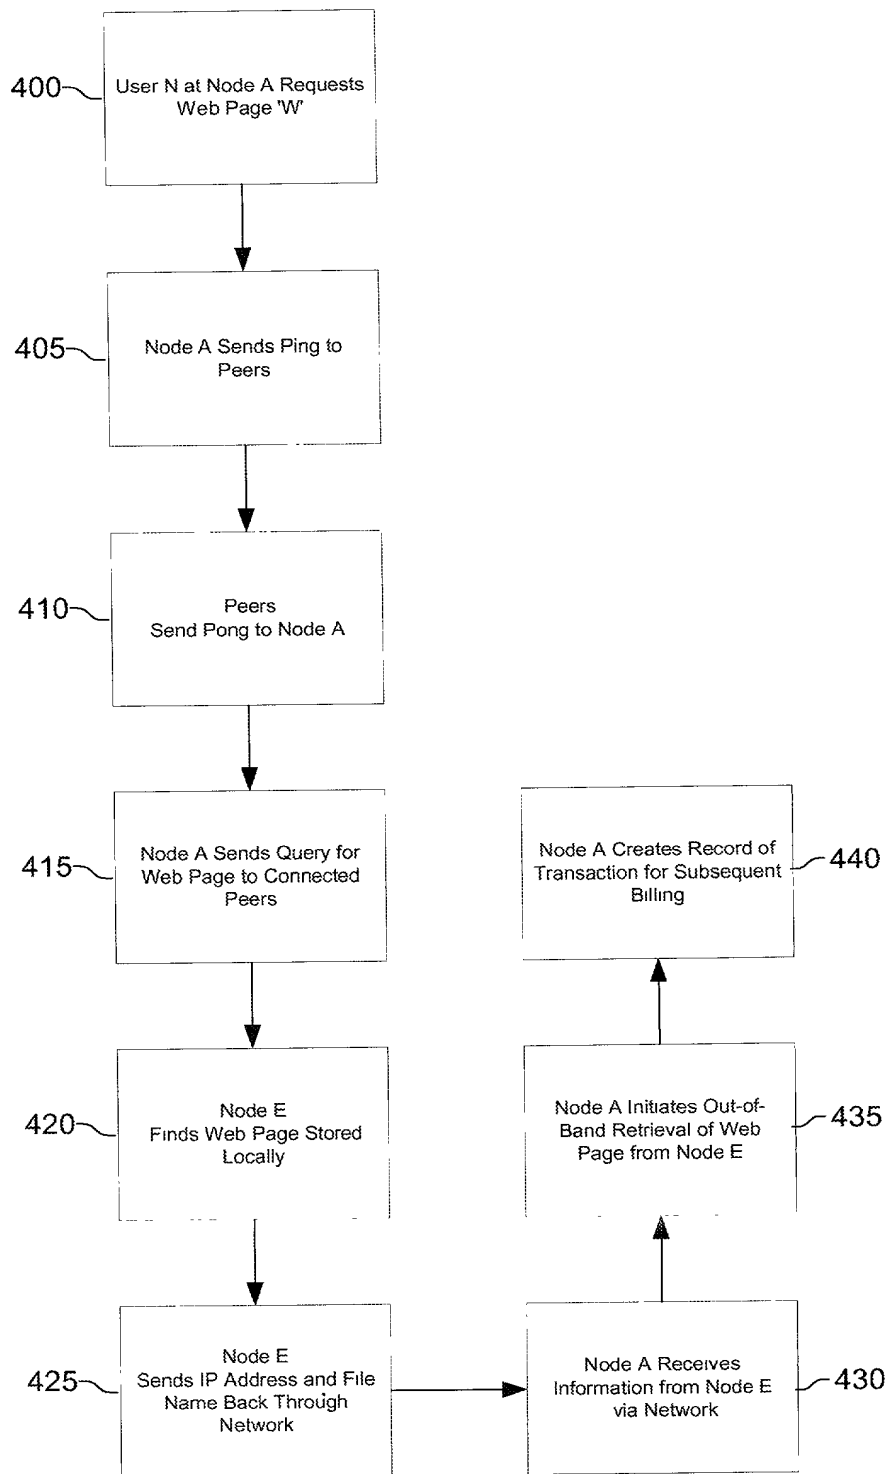 400
User N at Node A Requests
Web Page 'W'
405
Node A Sends Ping to
Peers
410
Peers
Send Pong to Node A
415
Node A Sends Query for
Web Page to Connected
Peers
420
Node E
Finds Web Page Stored
Locally
425
Node E
Sends IP Address and File
Name Back Through
Network
Node A Receives
Information from Node E
via Network
430
Node A Initiates Out-of-
Band Retrieval of Web
Page from Node E
435
Node A Creates Record of
Transaction for Subsequent
Billing
440